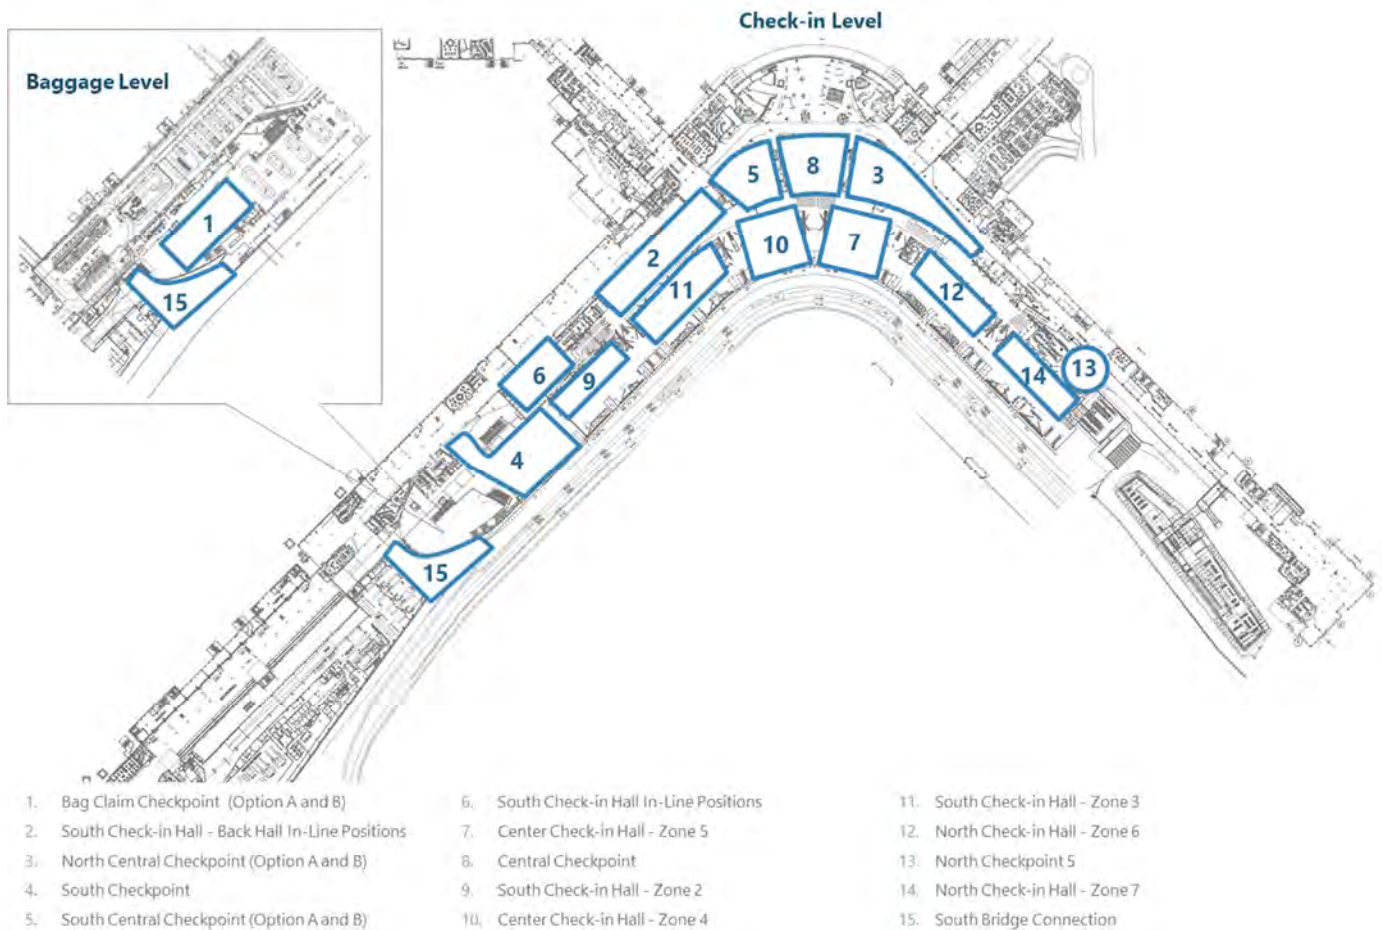 Check-in Level
Baggage Level
1
15
5
8
3
2
10
7
11
12
6
9
13
14
4
15
1. Bag Claim Checkpoint (Option A and B)
2. South Check-in Hall - Back Hall In-Line Positions
3. North Central Checkpoint (Option A and B)
4. South Checkpoint
5. South Central Checkpoint (Option A and B)
6. South Check-in Hall In-Line Positions
7. Center Check-in Hall - Zone 5
8. Central Checkpoint
9. South Check-in Hall - Zone 2
10. Center Check-in Hall - Zone 4
11. South Check-in Hall - Zone 3
12. North Check-in Hall - Zone 6
13. North Checkpoint 5
14. North Check-in Hall - Zone 7
15. South Bridge Connection